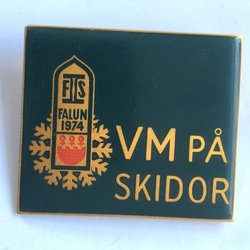 FIS
FALUN
1974
VM PÅ
SKIDOR